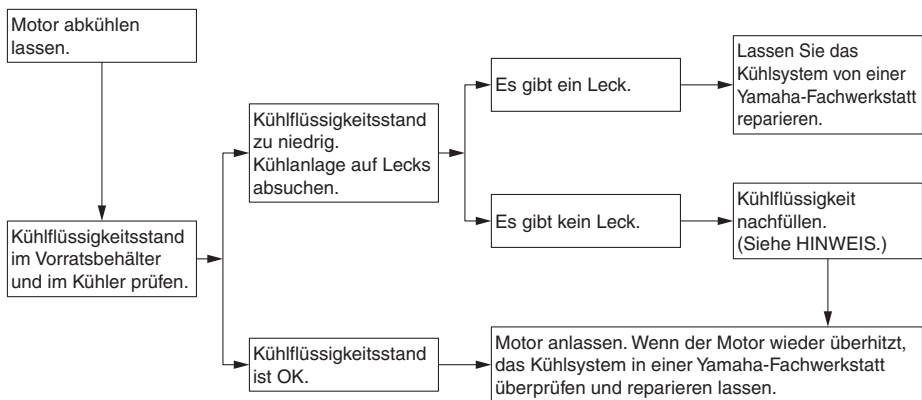 Motor abkühlen
lassen.
Kühlflüssigkeitsstand
im Vorratsbehälter
und im Kühler prüfen.
Kühlflüssigkeitsstand
zu niedrig.
Kühlanlage auf Lecks
absuchen.
Es gibt ein Leck.
Lassen Sie das
Kühlsystem von einer
Yamaha-Fachwerkstatt
reparieren.
Es gibt kein Leck.
Kühlflüssigkeit
nachfüllen.
(Siehe HINWEIS.)
Kühlflüssigkeitsstand
ist OK.
Motor anlassen. Wenn der Motor wieder überhitzt,
das Kühlsystem in einer Yamaha-Fachwerkstatt
überprüfen und reparieren lassen.